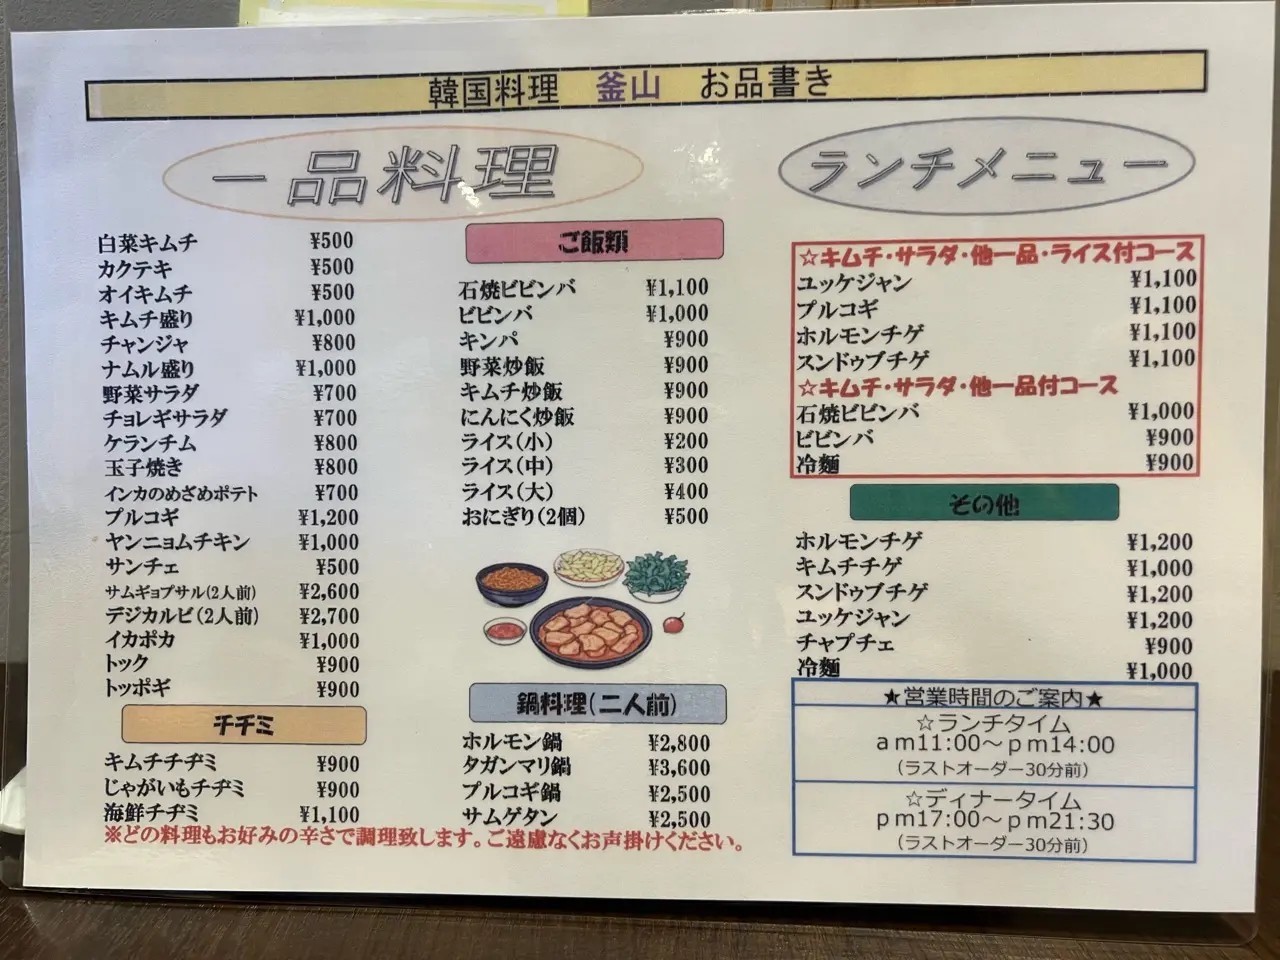 韓国料理 釜山 お品書き
一品料理
白菜キムチ ¥500
カクテキ ¥500
オイキムチ ¥500
キムチ盛り ¥1,000
チャンジャ ¥800
ナムル盛り ¥1,000
野菜サラダ ¥700
チョレギサラダ ¥700
ケランチム ¥800
玉子焼き ¥800
インカのめざめポテト ¥700
プルコギ ¥1,200
ヤンニョムチキン ¥1,000
サンチェ ¥500
サムギョプサル(2人前) ¥2,600
デジカルビ(2人前) ¥2,700
イカポカ ¥1,000
トック ¥900
トッポギ ¥900
チヂミ
キムチチヂミ ¥900
じゃがいもチヂミ ¥900
海鮮チヂミ ¥1,100
ご飯類
石焼ビビンバ ¥1,100
ビビンバ ¥1,000
キンパ ¥900
野菜炒飯 ¥900
キムチ炒飯 ¥900
にんにく炒飯 ¥900
ライス(小) ¥200
ライス(中) ¥300
ライス(大) ¥400
おにぎり(2個) ¥500
鍋料理(二人前)
ホルモン鍋 ¥2,800
タガンマリ鍋 ¥3,600
プルコギ鍋 ¥2,500
サムゲタン ¥2,500
※どの料理もお好みの辛さで調理致します。ご遠慮なくお声掛けください。
ランチメニュー
☆キムチ・サラダ・他一品・ライス付コース
ユッケジャン ¥1,100
プルコギ ¥1,100
ホルモンチゲ ¥1,100
スンドゥブチゲ ¥1,100
☆キムチ・サラダ・他一品付コース
石焼ビビンバ ¥1,000
ビビンバ ¥900
冷麺 ¥900
その他
ホルモンチゲ ¥1,200
キムチチゲ ¥1,000
スンドゥブチゲ ¥1,200
ユッケジャン ¥1,200
チャプチェ ¥900
冷麺 ¥1,000
★営業時間のご案内★
☆ランチタイム
am11:00～pm14:00
(ラストオーダー30分前)
☆ディナータイム
pm17:00～pm21:30
(ラストオーダー30分前)